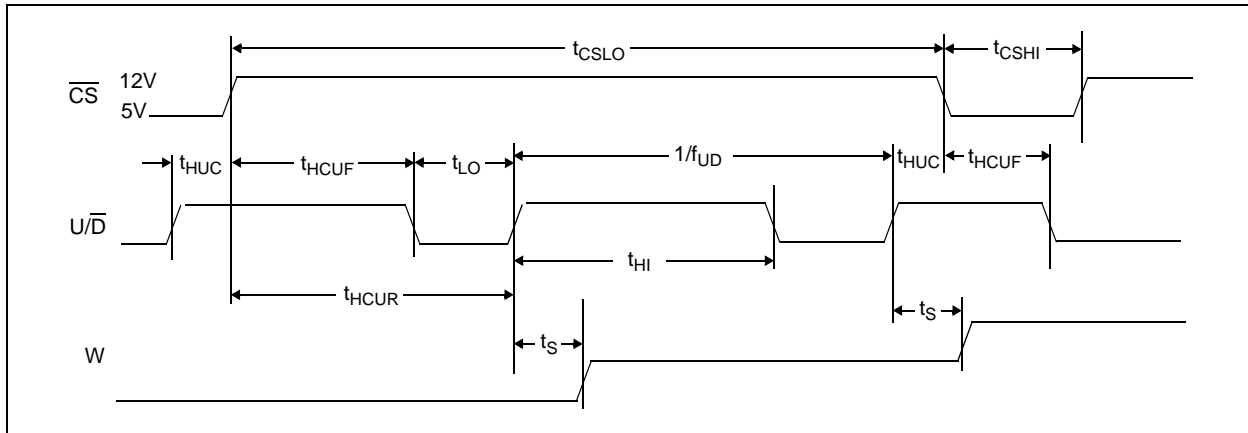 tCSLO
tCSHI
CS
12V
5V
tHUC
tHCUF
tLO
1/fUD
tHUC
tHCUF
U/D
tHI
tHCUR
tS
tS
W